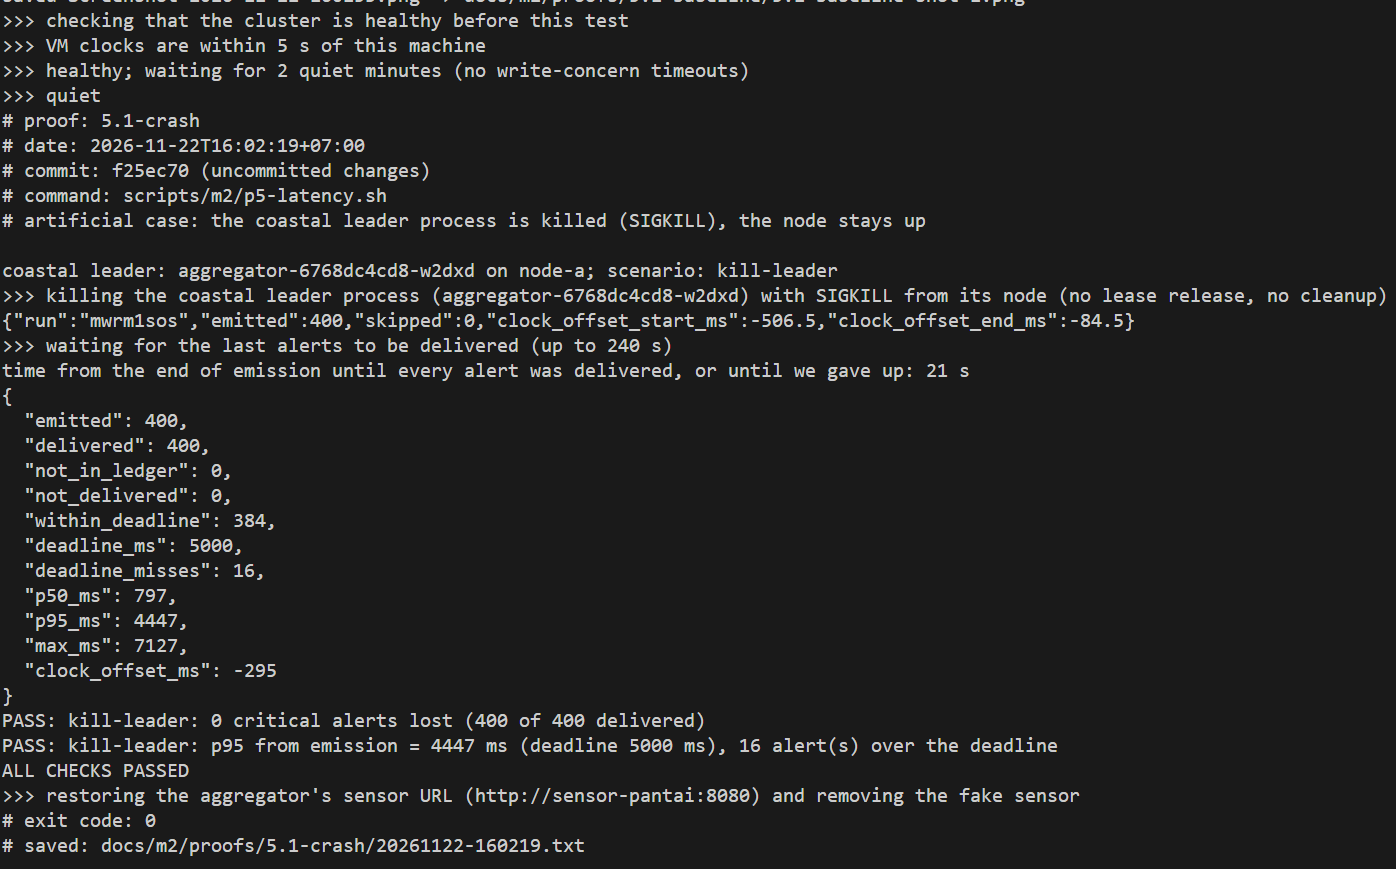 >>> checking that the cluster is healthy before this test
>>> VM clocks are within 5 s of this machine
>>> healthy; waiting for 2 quiet minutes (no write-concern timeouts)
>>> quiet
# proof: 5.1-crash
# date: 2026-11-22T16:02:19+07:00
# commit: f25ec70 (uncommitted changes)
# command: scripts/m2/p5-latency.sh
# artificial case: the coastal leader process is killed (SIGKILL), the node stays up

coastal leader: aggregator-6768dc4cd8-w2dxd on node-a; scenario: kill-leader
>>> killing the coastal leader process (aggregator-6768dc4cd8-w2dxd) with SIGKILL from its node (no lease release, no cleanup)
{"run":"mwrm1sos","emitted":400,"skipped":0,"clock_offset_start_ms":-506.5,"clock_offset_end_ms":-84.5}
>>> waiting for the last alerts to be delivered (up to 240 s)
time from the end of emission until every alert was delivered, or until we gave up: 21 s
{
  "emitted": 400,
  "delivered": 400,
  "not_in_ledger": 0,
  "not_delivered": 0,
  "within_deadline": 384,
  "deadline_ms": 5000,
  "deadline_misses": 16,
  "p50_ms": 797,
  "p95_ms": 4447,
  "max_ms": 7127,
  "clock_offset_ms": -295
}
PASS: kill-leader: 0 critical alerts lost (400 of 400 delivered)
PASS: kill-leader: p95 from emission = 4447 ms (deadline 5000 ms), 16 alert(s) over the deadline
ALL CHECKS PASSED
>>> restoring the aggregator's sensor URL (http://sensor-pantai:8080) and removing the fake sensor
# exit code: 0
# saved: docs/m2/proofs/5.1-crash/20261122-160219.txt